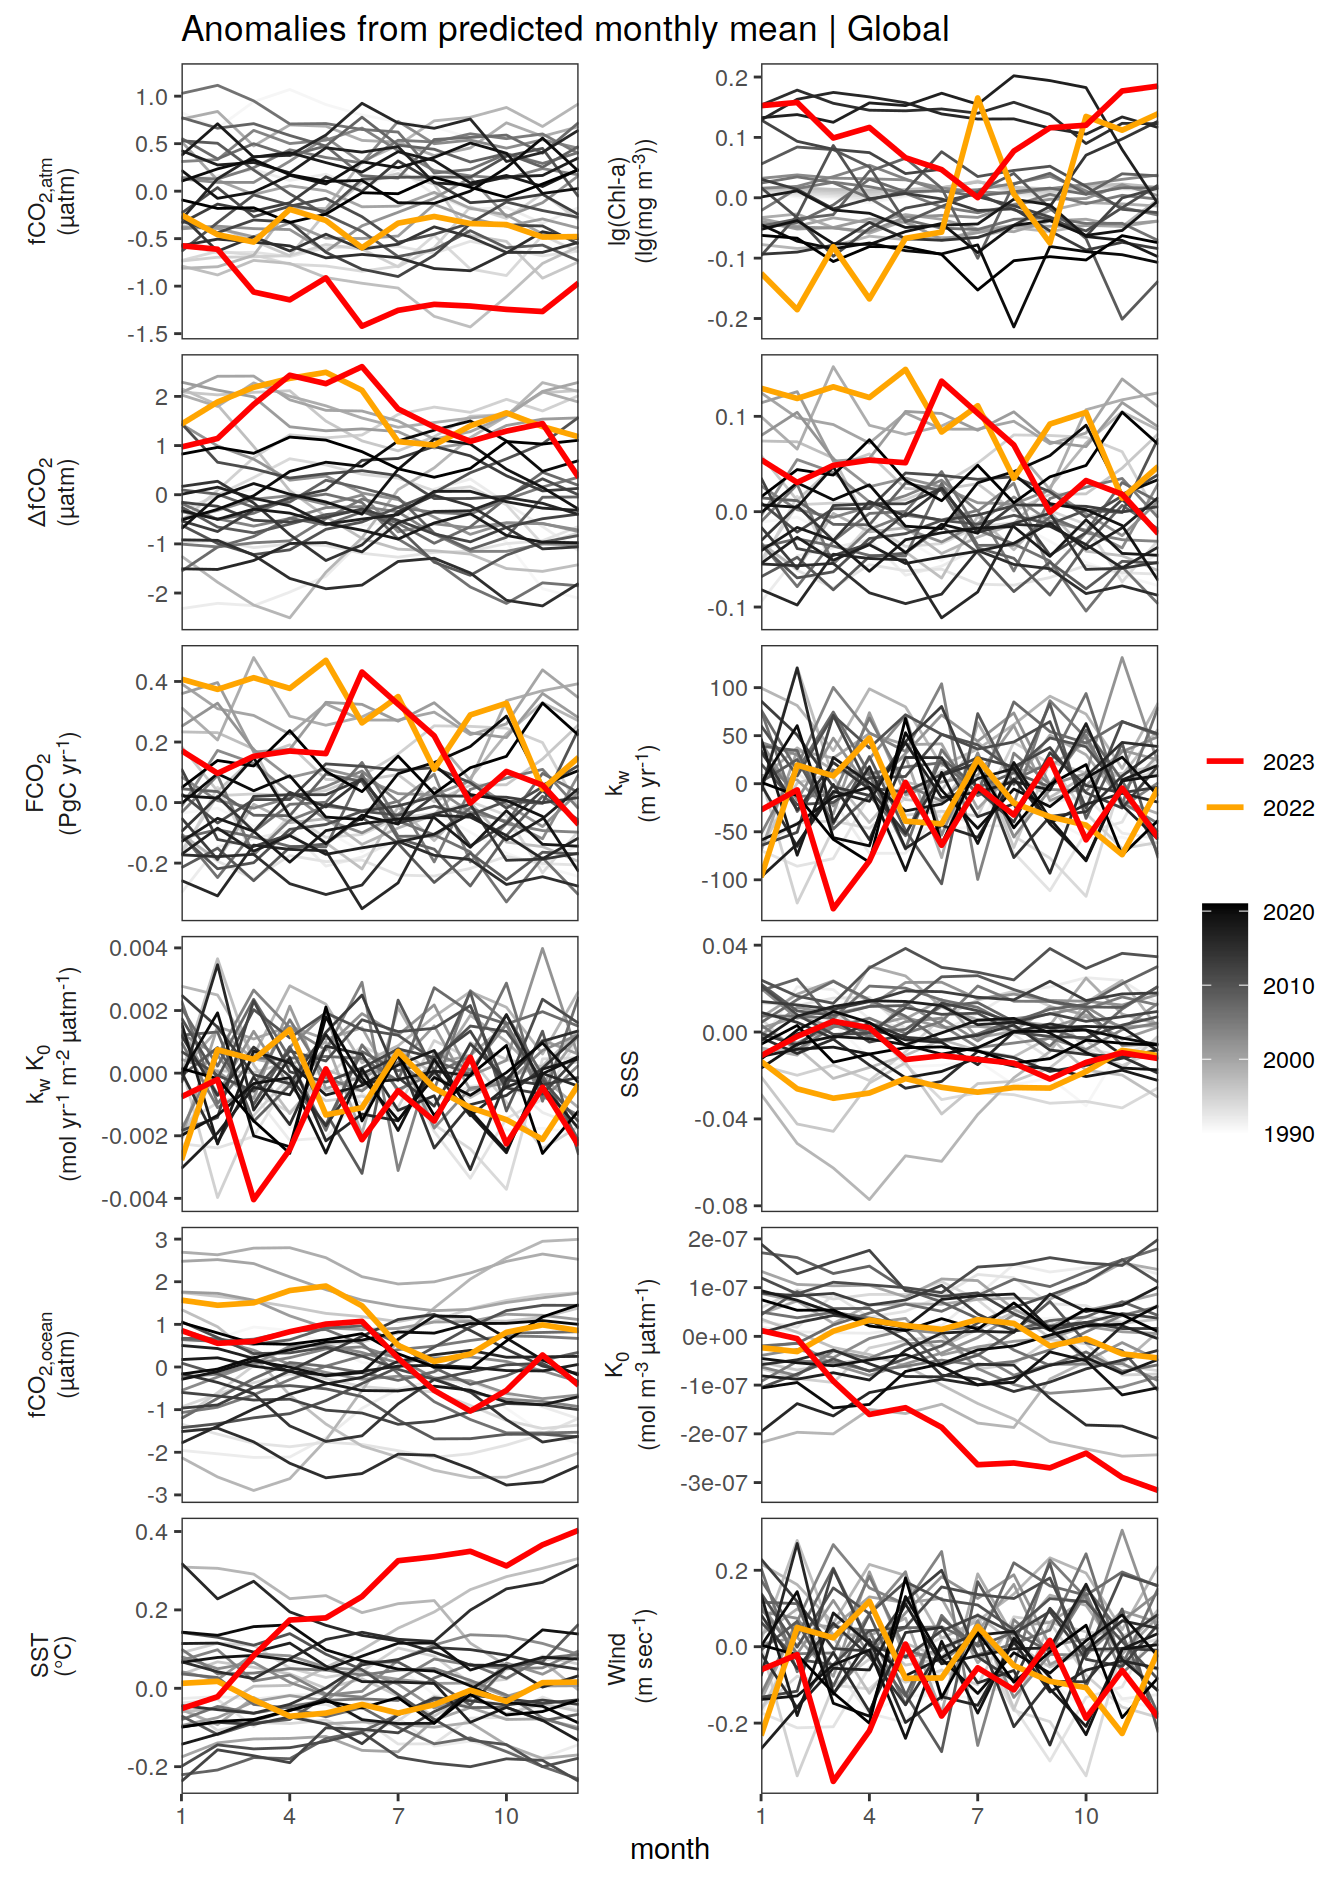 Anomalies from predicted monthly mean | Global
fCO2,atm
(µatm)
1.0
0.5
0.0
-0.5
-1.0
-1.5
lg(Chl-a)
(lg(mg m-3))
0.2
0.1
0.0
-0.1
-0.2
ΔfCO2
(µatm)
2
1
0
-1
-2
0.1
0.0
-0.1
FCO2
(PgC yr-1)
0.4
0.2
0.0
-0.2
kw
(m yr-1)
100
50
0
-50
-100
kw K0
(mol yr-1 m-2 µatm-1)
0.004
0.002
0.000
-0.002
-0.004
SSS
0.04
0.00
-0.04
-0.08
fCO2,ocean
(µatm)
3
2
1
0
-1
-2
-3
K0
(mol m-3 µatm-1)
2e-07
1e-07
0e+00
-1e-07
-2e-07
-3e-07
SST
(°C)
0.4
0.2
0.0
-0.2
Wind
(m sec-1)
0.2
0.0
-0.2
1 4 7 10
1 4 7 10
month
2023
2022
2020
2010
2000
1990